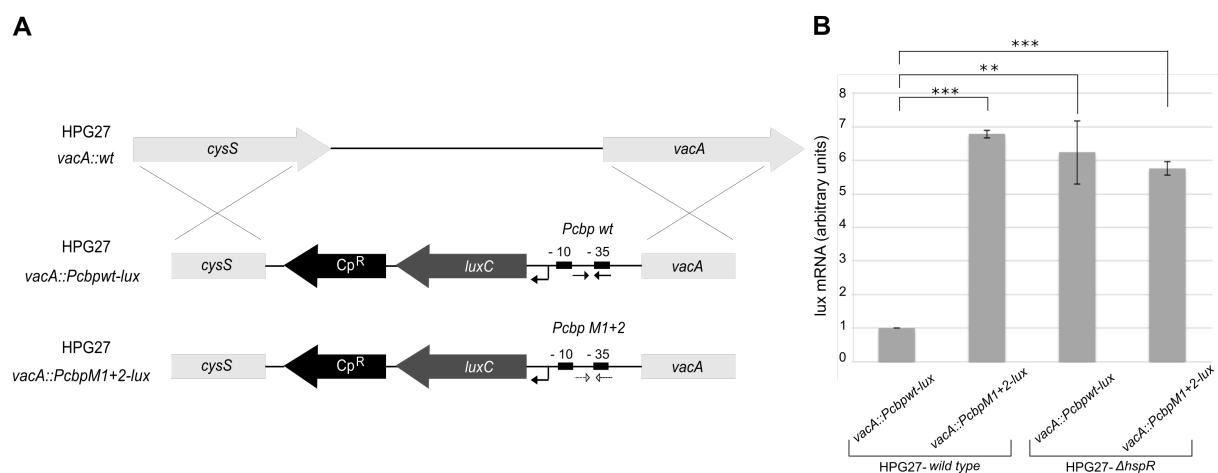 A
HPG27
vacA::wt
cysS
vacA
HPG27
vacA::Pcbpwt-lux
Pcbp wt
- 10
- 35
cysS
CpR
luxC
vacA
HPG27
vacA::PcbpM1+2-lux
Pcbp M1+2
- 10
- 35
cysS
CpR
luxC
vacA
B
***
**
***
lux mRNA (arbitrary units)
8
7
6
5
4
3
2
1
0
vacA::Pcbpwt-lux
vacA::PcbpM1+2-lux
vacA::Pcbpwt-lux
vacA::PcbpM1+2-lux
HPG27- wild type
HPG27- ΔhspR